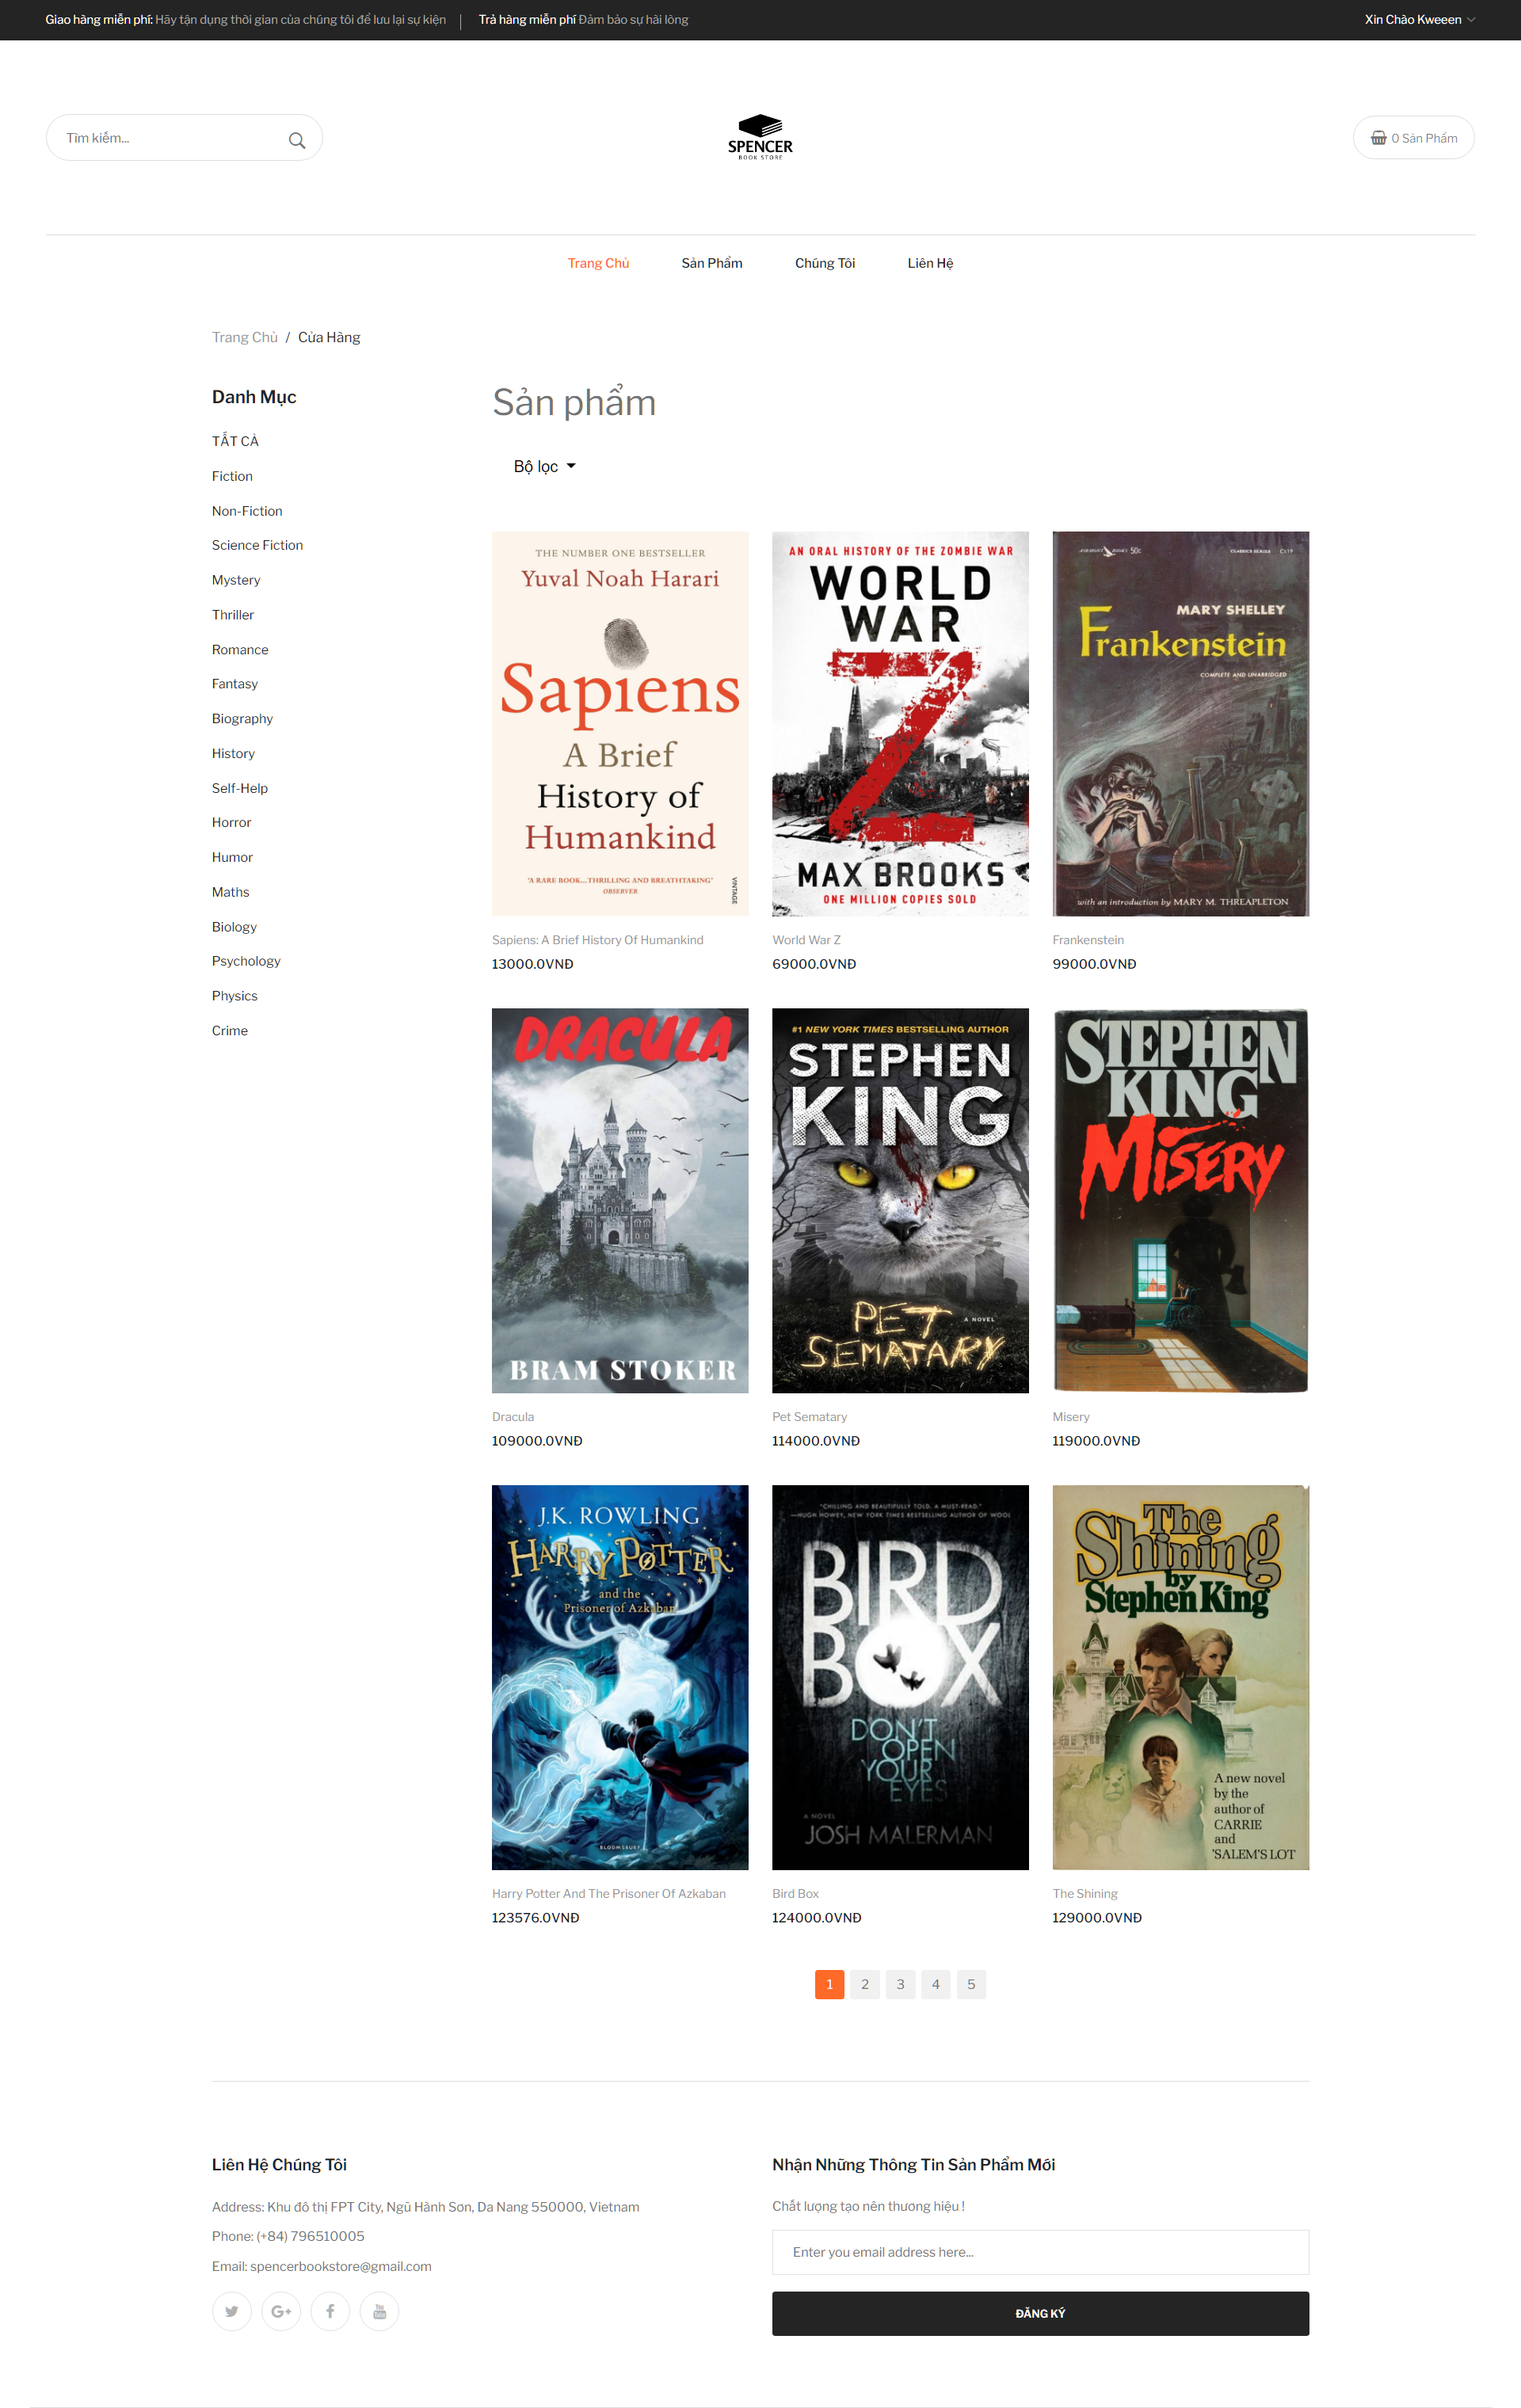 Giao hàng miễn phí: Hãy tận dụng thời gian của chúng tôi để lưu lại sự kiện
Trả hàng miễn phí Đảm bảo sự hài lòng
Xin Chào Kweeen
Tìm kiếm...
SPENCER
BOOK STORE
0 Sản Phẩm
Trang Chủ
Sản Phẩm
Chúng Tôi
Liên Hệ
Trang Chủ / Cửa Hàng
Danh Mục
TẤT CẢ
Fiction
Non-Fiction
Science Fiction
Mystery
Thriller
Romance
Fantasy
Biography
History
Self-Help
Horror
Humor
Maths
Biology
Psychology
Physics
Crime
Sản phẩm
Bộ lọc
THE NUMBER ONE BESTSELLER
Yuval Noah Harari
Sapiens
A Brief
History of
Humankind
'A RARE BOOK...THRILLING AND BREATHTAKING'
OBSERVER
VINTAGE
Sapiens: A Brief History Of Humankind
13000.0VNĐ
AN ORAL HISTORY OF THE ZOMBIE WAR
WORLD
WAR
Z
MAX BROOKS
ONE MILLION COPIES SOLD
World War Z
69000.0VNĐ
50c
CLASSICS SERIES CS19
MARY SHELLEY
Frankenstein
COMPLETE AND UNABRIDGED
with an introduction by MARY M. THREAPLETON
Frankenstein
99000.0VNĐ
DRACULA
BRAM STOKER
Dracula
109000.0VNĐ
#1 NEW YORK TIMES BESTSELLING AUTHOR
STEPHEN
KING
PET
SEMATARY
A NOVEL
Pet Sematary
114000.0VNĐ
STEPHEN
KING
MISERY
Misery
119000.0VNĐ
J.K. ROWLING
HARRY POTTER
and the
Prisoner of Azkaban
BLOOMSBURY
Harry Potter And The Prisoner Of Azkaban
123576.0VNĐ
"CHILLING AND BEAUTIFULLY TOLD. A MUST-READ."
—HUGH HOWEY, NEW YORK TIMES BESTSELLING AUTHOR OF WOOL
BIRD
BOX
DON'T
OPEN
YOUR
EYES
A NOVEL
JOSH MALERMAN
Bird Box
124000.0VNĐ
The
Shining
by
Stephen King
A new novel
by the
author of
CARRIE
and
'SALEM'S LOT
The Shining
129000.0VNĐ
1 2 3 4 5
Liên Hệ Chúng Tôi
Address: Khu đô thị FPT City, Ngũ Hành Sơn, Da Nang 550000, Vietnam
Phone: (+84) 796510005
Email: spencerbookstore@gmail.com
Nhận Những Thông Tin Sản Phẩm Mới
Chất lượng tạo nên thương hiệu !
Enter you email address here...
ĐĂNG KÝ